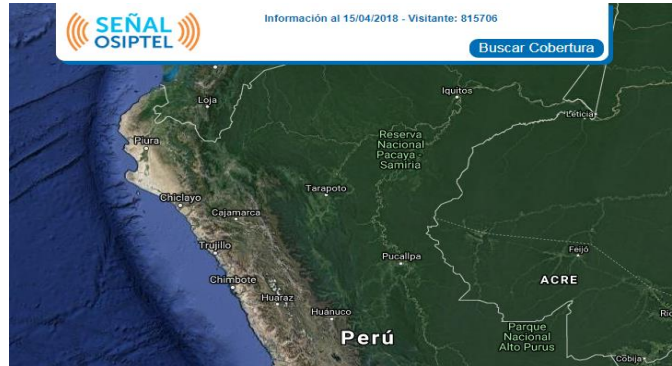 SEÑAL
OSIPTEL
Información al 15/04/2018 - Visitante: 815706
Buscar Cobertura
Loja
Iquitos
Leticia
Piura
Reserva
Nacional
Pacaya -
Samiria
Tarapoto
Chiclayo
Cajamarca
Trujillo
Pucallpa
Feijó
Chimbote
ACRE
Huaraz
Huánuco
Perú
Parque
Nacional
Alto Purus
Cobija